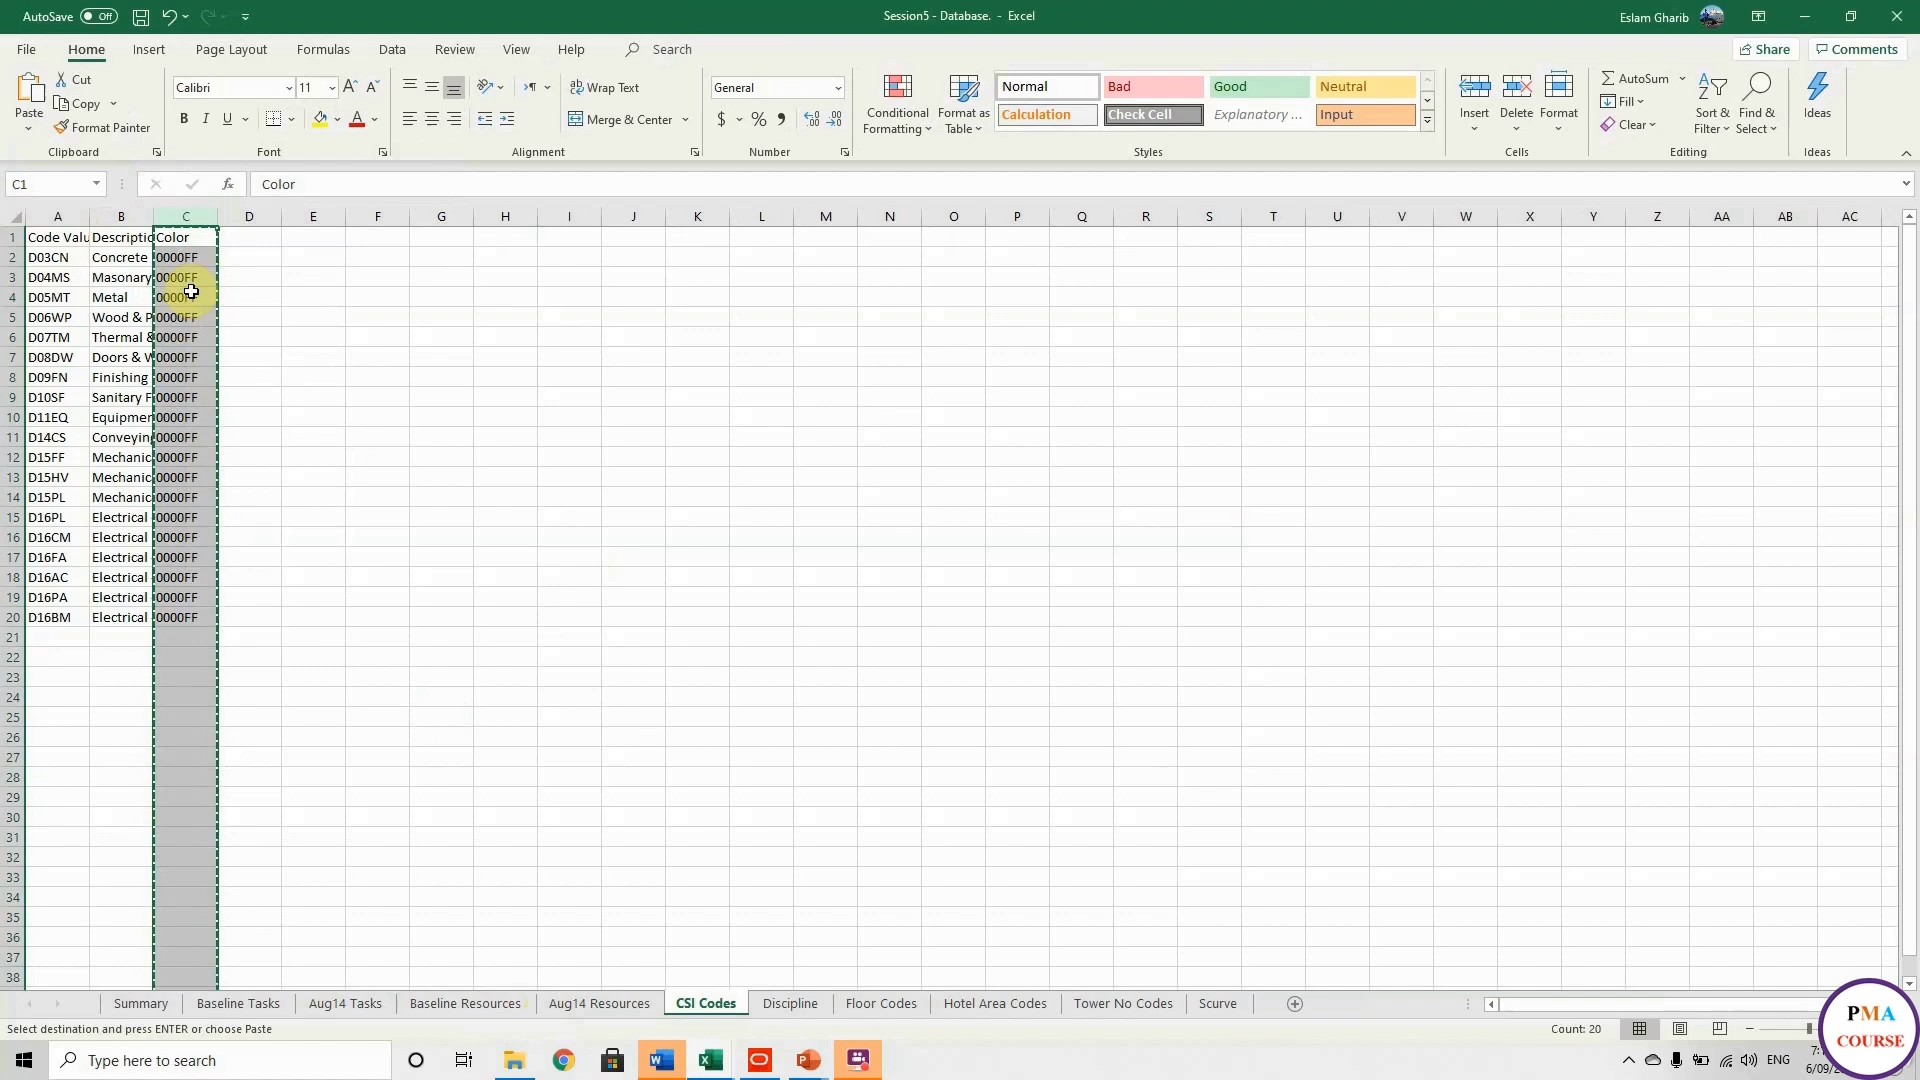 AutoSave Off
Session5 - Database. - Excel
Eslam Gharib
File Home Insert Page Layout Formulas Data Review View Help Search
Share Comments
Paste
Cut
Copy
Format Painter
Clipboard
Calibri 11
B I U
Font
Wrap Text
Merge & Center
Alignment
General
$ % ,
Number
Conditional Formatting
Format as Table
Normal Bad Good Neutral
Calculation Check Cell Explanatory ... Input
Styles
Insert Delete Format
Cells
AutoSum
Fill
Clear
Sort & Filter
Find & Select
Editing
Ideas
Ideas
C1 fx Color
A B C D E F G H I J K L M N O P Q R S T U V W X Y Z AA AB AC
1 Code Valu Descriptio Color
2 D03CN Concrete 0000FF
3 D04MS Masonary 0000FF
4 D05MT Metal 0000FF
5 D06WP Wood & P 0000FF
6 D07TM Thermal & 0000FF
7 D08DW Doors & W 0000FF
8 D09FN Finishing 0000FF
9 D10SF Sanitary F 0000FF
10 D11EQ Equipmen 0000FF
11 D14CS Conveying 0000FF
12 D15FF Mechanic 0000FF
13 D15HV Mechanic 0000FF
14 D15PL Mechanic 0000FF
15 D16PL Electrical 0000FF
16 D16CM Electrical 0000FF
17 D16FA Electrical 0000FF
18 D16AC Electrical 0000FF
19 D16PA Electrical 0000FF
20 D16BM Electrical 0000FF
21
22
23
24
25
26
27
28
29
30
31
32
33
34
35
36
37
38
Summary Baseline Tasks Aug14 Tasks Baseline Resources Aug14 Resources CSI Codes Discipline Floor Codes Hotel Area Codes Tower No Codes Scurve
Select destination and press ENTER or choose Paste
Count: 20
PMA
COURSE
Type here to search
ENG